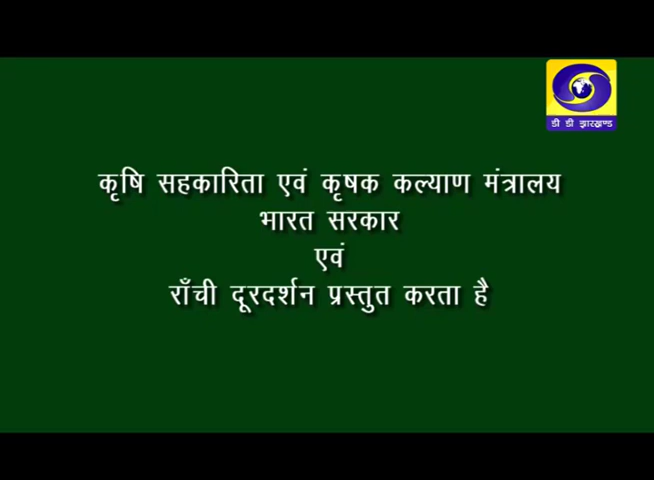 डी डी झारखण्ड
कृषि सहकारिता एवं कृषक कल्याण मंत्रालय
भारत सरकार
एवं
राँची दूरदर्शन प्रस्तुत करता है